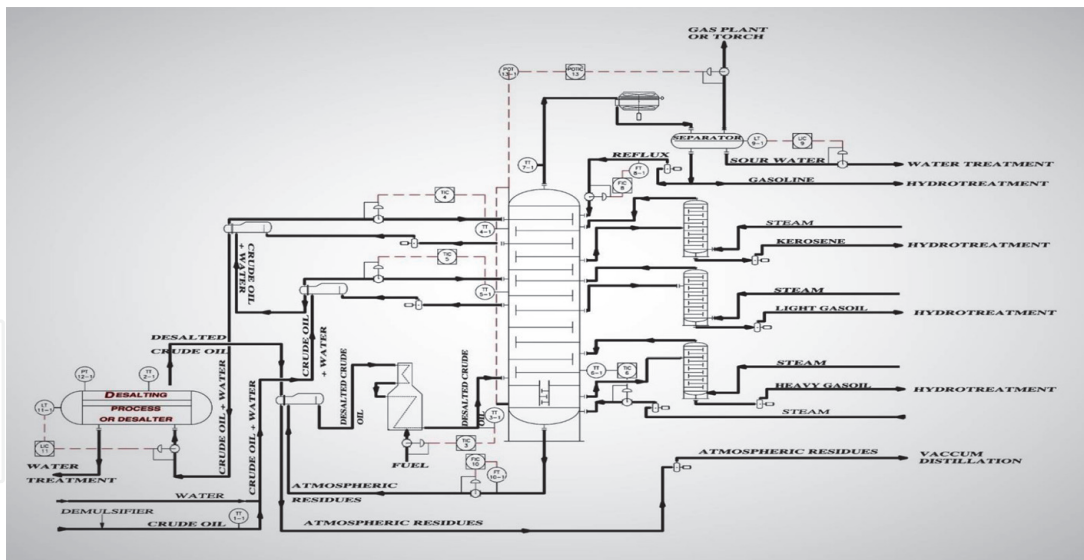 GAS PLANT
OR TORCH
PDT
13-1
PDTIC
13
TT
7-1
SEPARATOR
LT
9-1
LIC
9
SOUR WATER
WATER TREATMENT
REFLUX
FT
8-1
FIC
8
GASOLINE
HYDROTREATMENT
TIC
4
TT
4-1
STEAM
KEROSENE
HYDROTREATMENT
CRUDE OIL
+ WATER
TIC
5
TT
5-1
STEAM
LIGHT GASOIL
HYDROTREATMENT
DESALTED
CRUDE OIL
CRUDE OIL
+ WATER
PT
12-1
TT
2-1
DESALTED CRUDE
OIL
DESALTED CRUDE
OIL
TT
6-1
TIC
6
STEAM
HEAVY GASOIL
HYDROTREATMENT
STEAM
LT
11-1
DESALTING
PROCESS
OR DESALTER
LIC
11
CRUDE OIL + WATER
CRUDE OIL + WATER
TT
3-1
TIC
3
FUEL
WATER
TREATMENT
FIC
10
FT
10-1
ATMOSPHERIC
RESIDUES
ATMOSPHERIC RESIDUES
VACCUM
DISTILLATION
WATER
DEMULSIFIER
CRUDE OIL
TT
1-1
ATMOSPHERIC RESIDUES